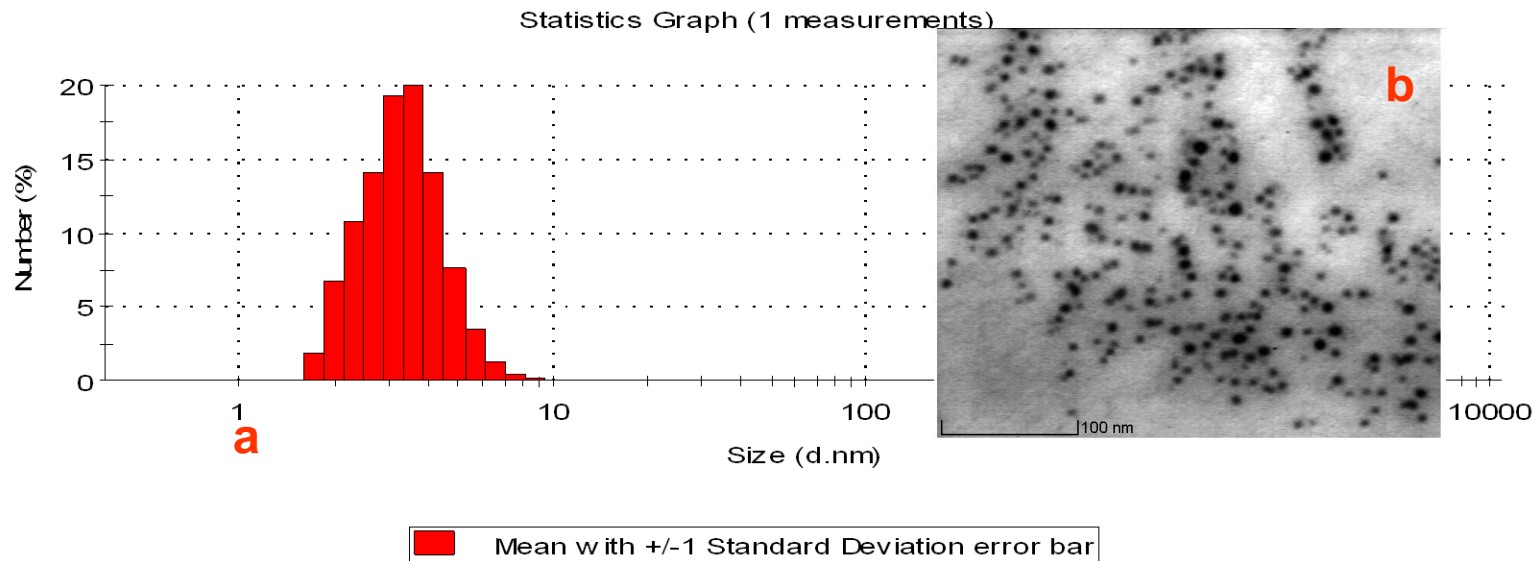 Statistics Graph (1 measurements)
b
20
15
10
5
0
Number (%)
1
10
100
10000
a
100 nm
Size (d.nm)
Mean with +/-1 Standard Deviation error bar